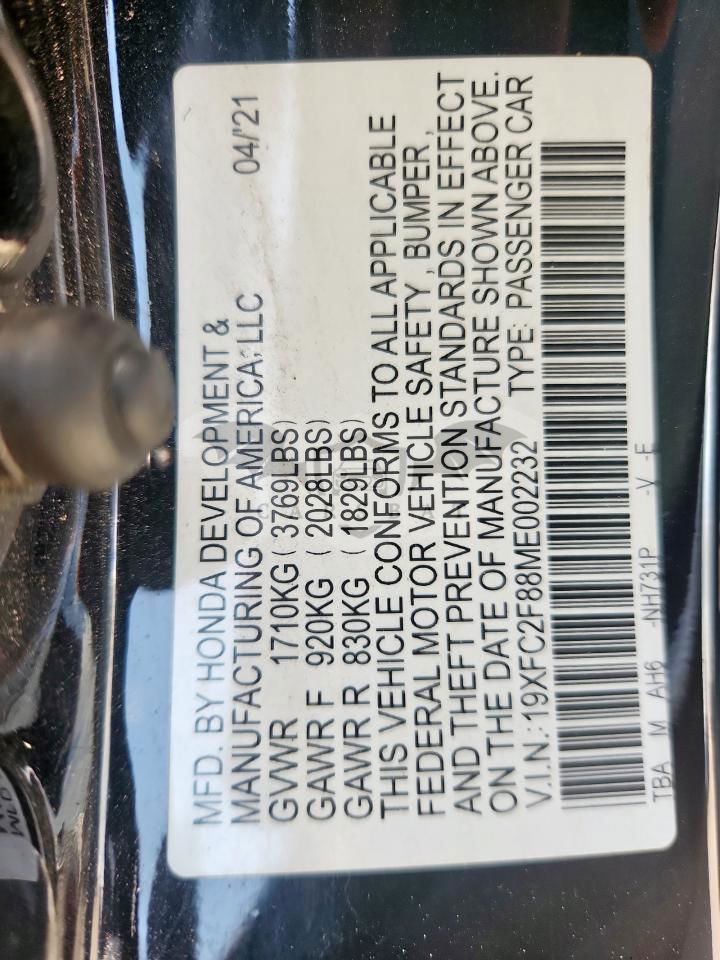 MFD. BY HONDA DEVELOPMENT &
MANUFACTURING OF AMERICA, LLC 04/'21
GVWR 1710KG (3769LBS)
GAWR F 920KG (2028LBS)
GAWR R 830KG (1829LBS)
THIS VEHICLE CONFORMS TO ALL APPLICABLE
FEDERAL MOTOR VEHICLE SAFETY, BUMPER,
AND THEFT PREVENTION STANDARDS IN EFFECT
ON THE DATE OF MANUFACTURE SHOWN ABOVE.
V.I.N.: 19XFC2F88ME002232 TYPE: PASSENGER CAR
TBA M AH6 -NH731P -V -E